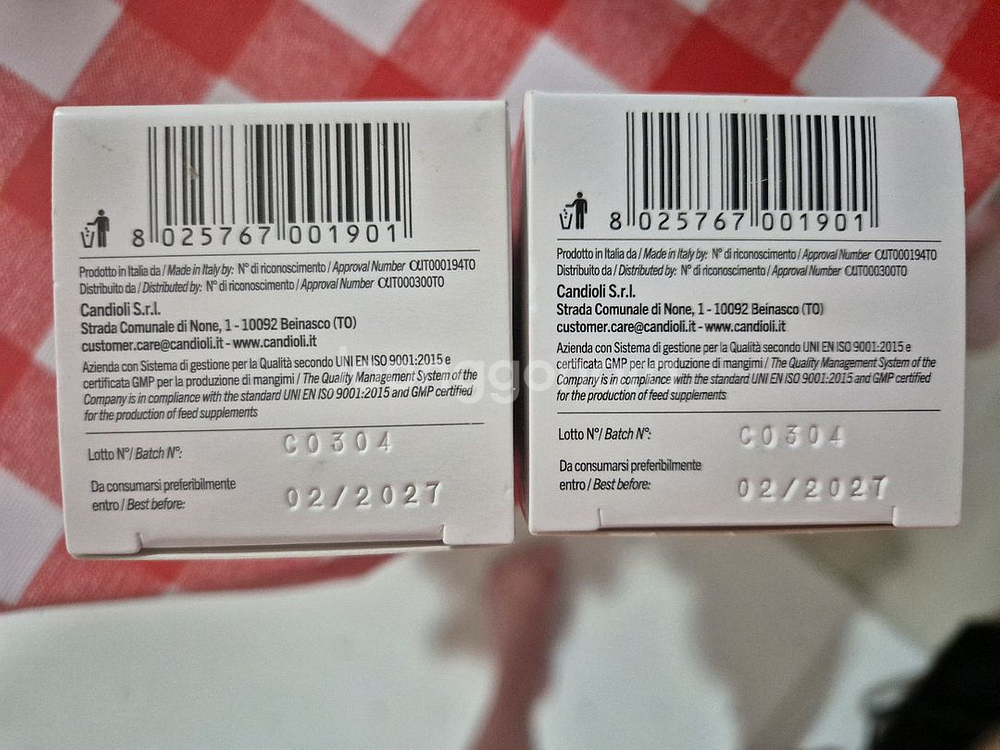 8 025767 001901
Prodotto in Italia da / Made in Italy by: N° di riconoscimento / Approval Number αIT000194TO
Distribuito da / Distributed by: N° di riconoscimento / Approval Number αIT000300TO
Candioli S.r.l.
Strada Comunale di None, 1 - 10092 Beinasco (TO)
customer.care@candioli.it - www.candioli.it
Azienda con Sistema di gestione per la Qualità secondo UNI EN ISO 9001:2015 e
certificata GMP per la produzione di mangimi / The Quality Management System of the
Company is in compliance with the standard UNI EN ISO 9001:2015 and GMP certified
for the production of feed supplements
Lotto N°/ Batch N°: C0304
Da consumarsi preferibilmente
entro / Best before: 02/2027
8 025767 001901
Prodotto in Italia da / Made in Italy by: N° di riconoscimento / Approval Number αIT000194TO
Distribuito da / Distributed by: N° di riconoscimento / Approval Number αIT000300TO
Candioli S.r.l.
Strada Comunale di None, 1 - 10092 Beinasco (TO)
customer.care@candioli.it - www.candioli.it
Azienda con Sistema di gestione per la Qualità secondo UNI EN ISO 9001:2015 e
certificata GMP per la produzione di mangimi / The Quality Management System of the
Company is in compliance with the standard UNI EN ISO 9001:2015 and GMP certified
for the production of feed supplements
Lotto N°/ Batch N°: C0304
Da consumarsi preferibilmente
entro / Best before: 02/2027